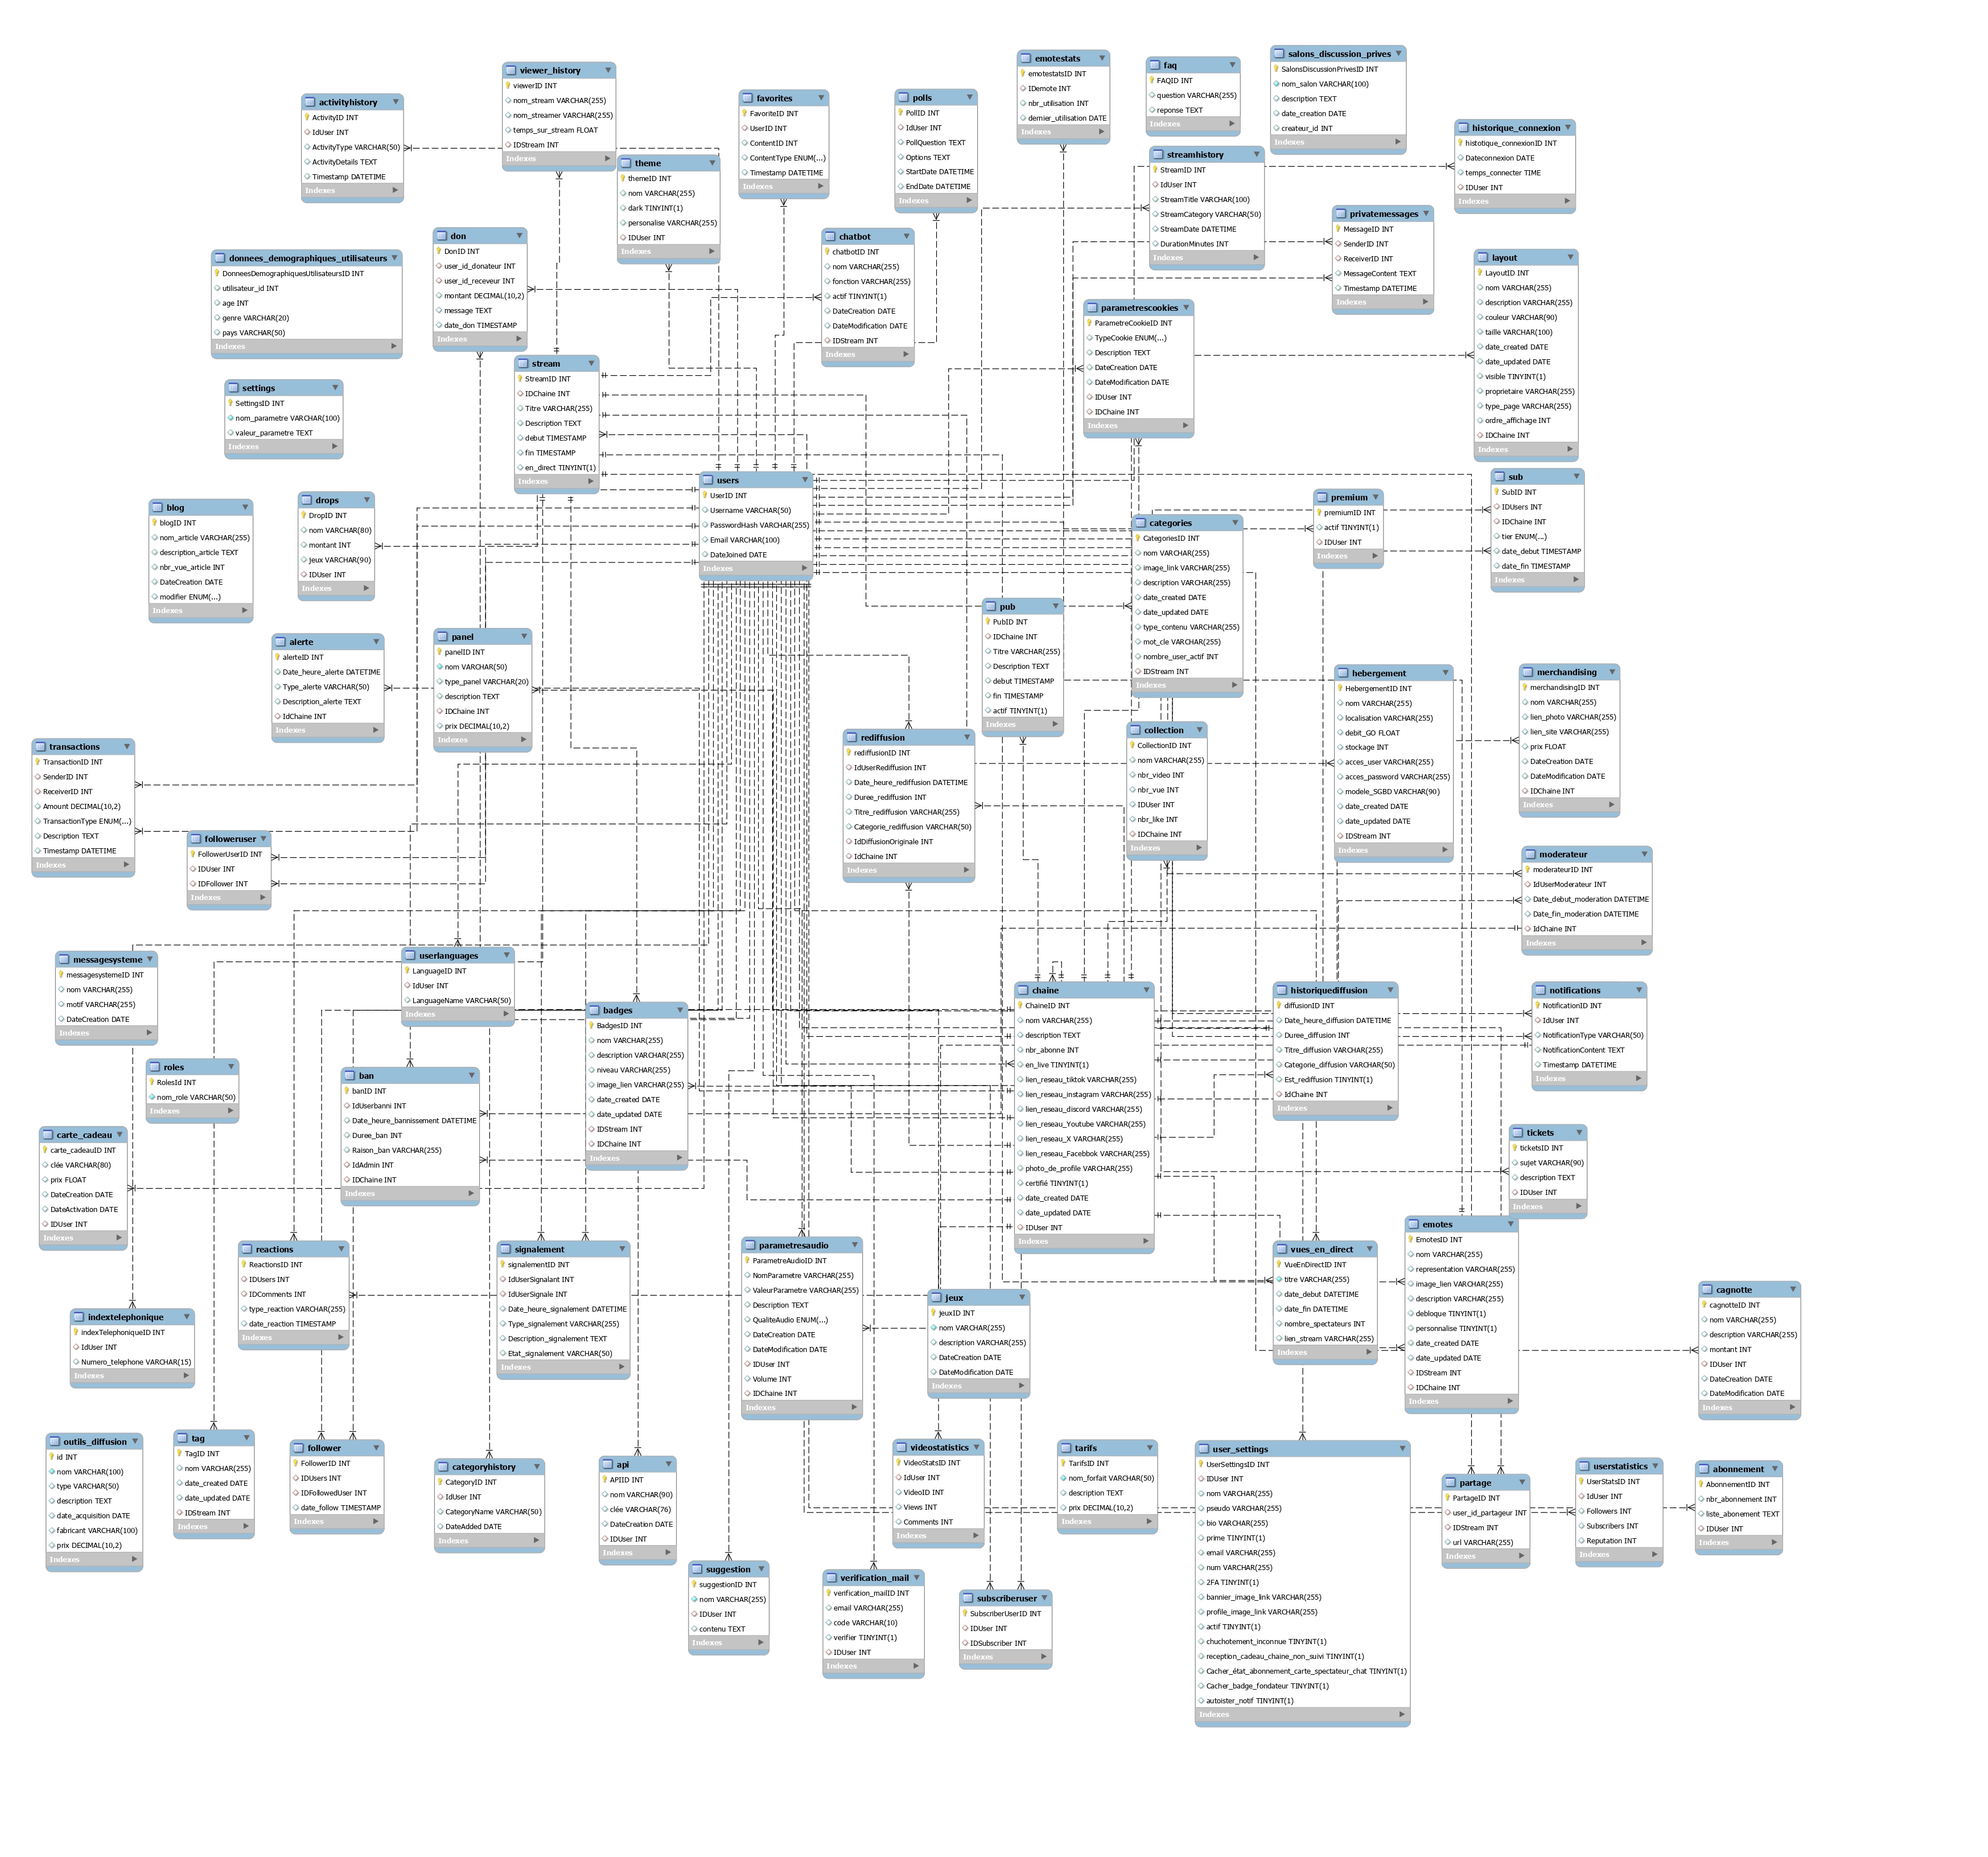 viewer_history
viewerID INT
nom_stream VARCHAR(255)
nom_streamer VARCHAR(255)
temps_sur_stream FLOAT
IDStream INT
Indexes
activityhistory
ActivityID INT
IdUser INT
ActivityType VARCHAR(50)
ActivityDetails TEXT
Timestamp DATETIME
Indexes
favorites
FavoriteID INT
UserID INT
ContentID INT
ContentType ENUM(...)
Timestamp DATETIME
Indexes
polls
PollID INT
IdUser INT
PollQuestion TEXT
Options TEXT
StartDate DATETIME
EndDate DATETIME
Indexes
emotestats
emotestatsID INT
IDemote INT
nbr_utilisation INT
dernier_utilisation DATE
Indexes
faq
FAQID INT
question VARCHAR(255)
reponse TEXT
Indexes
salons_discussion_prives
SalonsDiscussionPrivesID INT
nom_salon VARCHAR(100)
description TEXT
date_creation DATE
createur_id INT
Indexes
historique_connexion
histotique_connexionID INT
Dateconnexion DATE
temps_connecter TIME
IDUser INT
Indexes
theme
themeID INT
nom VARCHAR(255)
dark TINYINT(1)
personalise VARCHAR(255)
IDUser INT
Indexes
streamhistory
StreamID INT
IdUser INT
StreamTitle VARCHAR(100)
StreamCategory VARCHAR(50)
StreamDate DATETIME
DurationMinutes INT
Indexes
privatemessages
MessageID INT
SenderID INT
ReceiverID INT
MessageContent TEXT
Timestamp DATETIME
Indexes
don
DonID INT
user_id_donateur INT
user_id_receveur INT
montant DECIMAL(10,2)
message TEXT
date_don TIMESTAMP
Indexes
chatbot
chatbotID INT
nom VARCHAR(255)
fonction VARCHAR(255)
actif TINYINT(1)
DateCreation DATE
DateModification DATE
IDStream INT
Indexes
donnees_demographiques_utilisateurs
DonneesDemographiquesUtilisateursID INT
utilisateur_id INT
age INT
genre VARCHAR(20)
pays VARCHAR(50)
Indexes
layout
LayoutID INT
nom VARCHAR(255)
description VARCHAR(255)
couleur VARCHAR(90)
taille VARCHAR(100)
date_created DATE
date_updated DATE
visible TINYINT(1)
proprietaire VARCHAR(255)
type_page VARCHAR(255)
ordre_affichage INT
IDChaine INT
Indexes
parametrescookies
ParametreCookieID INT
TypeCookie ENUM(...)
Description TEXT
DateCreation DATE
DateModification DATE
IDUser INT
IDChaine INT
Indexes
stream
StreamID INT
IDChaine INT
Titre VARCHAR(255)
Description TEXT
debut TIMESTAMP
fin TIMESTAMP
en_direct TINYINT(1)
Indexes
settings
SettingsID INT
nom_parametre VARCHAR(100)
valeur_parametre TEXT
Indexes
users
UserID INT
Username VARCHAR(50)
PasswordHash VARCHAR(255)
Email VARCHAR(100)
DateJoined DATE
Indexes
sub
SubID INT
IDUsers INT
IDChaine INT
tier ENUM(...)
date_debut TIMESTAMP
date_fin TIMESTAMP
Indexes
blog
blogID INT
nom_article VARCHAR(255)
description_article TEXT
nbr_vue_article INT
DateCreation DATE
modifier ENUM(...)
Indexes
drops
DropID INT
nom VARCHAR(80)
montant INT
jeux VARCHAR(90)
IDUser INT
Indexes
premium
premiumID INT
actif TINYINT(1)
IDUser INT
Indexes
categories
CategoriesID INT
nom VARCHAR(255)
image_link VARCHAR(255)
description VARCHAR(255)
date_created DATE
date_updated DATE
type_contenu VARCHAR(255)
mot_cle VARCHAR(255)
nombre_user_actif INT
IDStream INT
Indexes
pub
PubID INT
IDChaine INT
Titre VARCHAR(255)
Description TEXT
debut TIMESTAMP
fin TIMESTAMP
actif TINYINT(1)
Indexes
alerte
alerteID INT
Date_heure_alerte DATETIME
Type_alerte VARCHAR(50)
Description_alerte TEXT
IdChaine INT
Indexes
panel
panelID INT
nom VARCHAR(50)
type_panel VARCHAR(20)
description TEXT
IDChaine INT
prix DECIMAL(10,2)
Indexes
hebergement
HebergementID INT
nom VARCHAR(255)
localisation VARCHAR(255)
debit_GO FLOAT
stockage INT
acces_user VARCHAR(255)
acces_password VARCHAR(255)
modele_SGBD VARCHAR(90)
date_created DATE
date_updated DATE
IDStream INT
Indexes
merchandising
merchandisingID INT
nom VARCHAR(255)
lien_photo VARCHAR(255)
lien_site VARCHAR(255)
prix FLOAT
DateCreation DATE
DateModification DATE
IDChaine INT
Indexes
transactions
TransactionID INT
SenderID INT
ReceiverID INT
Amount DECIMAL(10,2)
TransactionType ENUM(...)
Description TEXT
Timestamp DATETIME
Indexes
rediffusion
rediffusionID INT
IdUserRediffusion INT
Date_heure_rediffusion DATETIME
Duree_rediffusion INT
Titre_rediffusion VARCHAR(255)
Categorie_rediffusion VARCHAR(50)
IdDiffusionOriginale INT
IdChaine INT
Indexes
collection
CollectionID INT
nom VARCHAR(255)
nbr_video INT
nbr_vue INT
IDUser INT
nbr_like INT
IDChaine INT
Indexes
followeruser
FollowerUserID INT
IDUser INT
IDFollower INT
Indexes
moderateur
moderateurID INT
IdUserModerateur INT
Date_debut_moderation DATETIME
Date_fin_moderation DATETIME
IdChaine INT
Indexes
messagesysteme
messagesystemeID INT
nom VARCHAR(255)
motif VARCHAR(255)
DateCreation DATE
Indexes
userlanguages
LanguageID INT
IdUser INT
LanguageName VARCHAR(50)
Indexes
badges
BadgesID INT
nom VARCHAR(255)
description VARCHAR(255)
niveau VARCHAR(255)
image_lien VARCHAR(255)
date_created DATE
date_updated DATE
IDStream INT
IDChaine INT
Indexes
chaine
ChaineID INT
nom VARCHAR(255)
description TEXT
nbr_abonne INT
en_live TINYINT(1)
lien_reseau_tiktok VARCHAR(255)
lien_reseau_instagram VARCHAR(255)
lien_reseau_discord VARCHAR(255)
lien_reseau_Youtube VARCHAR(255)
lien_reseau_X VARCHAR(255)
lien_reseau_Facebbok VARCHAR(255)
photo_de_profile VARCHAR(255)
certifié TINYINT(1)
date_created DATE
date_updated DATE
IDUser INT
Indexes
historiquediffusion
diffusionID INT
Date_heure_diffusion DATETIME
Duree_diffusion INT
Titre_diffusion VARCHAR(255)
Categorie_diffusion VARCHAR(50)
Est_rediffusion TINYINT(1)
IdChaine INT
Indexes
notifications
NotificationID INT
IdUser INT
NotificationType VARCHAR(50)
NotificationContent TEXT
Timestamp DATETIME
Indexes
roles
RolesId INT
nom_role VARCHAR(50)
Indexes
ban
banID INT
IdUserbanni INT
Date_heure_bannissement DATETIME
Duree_ban INT
Raison_ban VARCHAR(255)
IdAdmin INT
IDChaine INT
Indexes
carte_cadeau
carte_cadeauID INT
clée VARCHAR(80)
prix FLOAT
DateCreation DATE
DateActivation DATE
IDUser INT
Indexes
tickets
ticketsID INT
sujet VARCHAR(90)
description TEXT
IDUser INT
Indexes
reactions
ReactionsID INT
IDUsers INT
IDComments INT
type_reaction VARCHAR(255)
date_reaction TIMESTAMP
Indexes
signalement
signalementID INT
IdUserSignalant INT
IdUserSignale INT
Date_heure_signalement DATETIME
Type_signalement VARCHAR(255)
Description_signalement TEXT
Etat_signalement VARCHAR(50)
Indexes
parametresaudio
ParametreAudioID INT
NomParametre VARCHAR(255)
ValeurParametre VARCHAR(255)
Description TEXT
QualiteAudio ENUM(...)
DateCreation DATE
DateModification DATE
IDUser INT
Volume INT
IDChaine INT
Indexes
vues_en_direct
VueEnDirectID INT
titre VARCHAR(255)
date_debut DATETIME
date_fin DATETIME
nombre_spectateurs INT
lien_stream VARCHAR(255)
Indexes
emotes
EmotesID INT
nom VARCHAR(255)
representation VARCHAR(255)
image_lien VARCHAR(255)
description VARCHAR(255)
debloque TINYINT(1)
personnalise TINYINT(1)
date_created DATE
date_updated DATE
IDStream INT
IDChaine INT
Indexes
jeux
jeuxID INT
nom VARCHAR(255)
description VARCHAR(255)
DateCreation DATE
DateModification DATE
Indexes
cagnotte
cagnotteID INT
nom VARCHAR(255)
description VARCHAR(255)
montant INT
IDUser INT
DateCreation DATE
DateModification DATE
Indexes
indextelephonique
indexTelephoniqueID INT
IdUser INT
Numero_telephone VARCHAR(15)
Indexes
outils_diffusion
id INT
nom VARCHAR(100)
type VARCHAR(50)
description TEXT
date_acquisition DATE
fabricant VARCHAR(100)
prix DECIMAL(10,2)
Indexes
tag
TagID INT
nom VARCHAR(255)
date_created DATE
date_updated DATE
IDStream INT
Indexes
follower
FollowerID INT
IDUsers INT
IDFollowedUser INT
date_follow TIMESTAMP
Indexes
categoryhistory
CategoryID INT
IdUser INT
CategoryName VARCHAR(50)
DateAdded DATE
Indexes
api
APIID INT
nom VARCHAR(90)
clée VARCHAR(76)
DateCreation DATE
IDUser INT
Indexes
videostatistics
VideoStatsID INT
IdUser INT
VideoID INT
Views INT
Comments INT
Indexes
tarifs
TarifsID INT
nom_forfait VARCHAR(50)
description TEXT
prix DECIMAL(10,2)
Indexes
user_settings
UserSettingsID INT
IDUser INT
nom VARCHAR(255)
pseudo VARCHAR(255)
bio VARCHAR(255)
prime TINYINT(1)
email VARCHAR(255)
num VARCHAR(255)
2FA TINYINT(1)
bannier_image_link VARCHAR(255)
profile_image_link VARCHAR(255)
actif TINYINT(1)
chuchotement_inconnue TINYINT(1)
reception_cadeau_chaine_non_suivi TINYINT(1)
Cacher_état_abonnement_carte_spectateur_chat TINYINT(1)
Cacher_badge_fondateur TINYINT(1)
autoister_notif TINYINT(1)
Indexes
partage
PartageID INT
user_id_partageur INT
IDStream INT
url VARCHAR(255)
Indexes
userstatistics
UserStatsID INT
IdUser INT
Followers INT
Subscribers INT
Reputation INT
Indexes
abonnement
AbonnementID INT
nbr_abonnement INT
liste_abonement TEXT
IDUser INT
Indexes
suggestion
suggestionID INT
nom VARCHAR(255)
IDUser INT
contenu TEXT
Indexes
verification_mail
verification_mailID INT
email VARCHAR(255)
code VARCHAR(10)
verifier TINYINT(1)
IDUser INT
Indexes
subscriberuser
SubscriberUserID INT
IDUser INT
IDSubscriber INT
Indexes